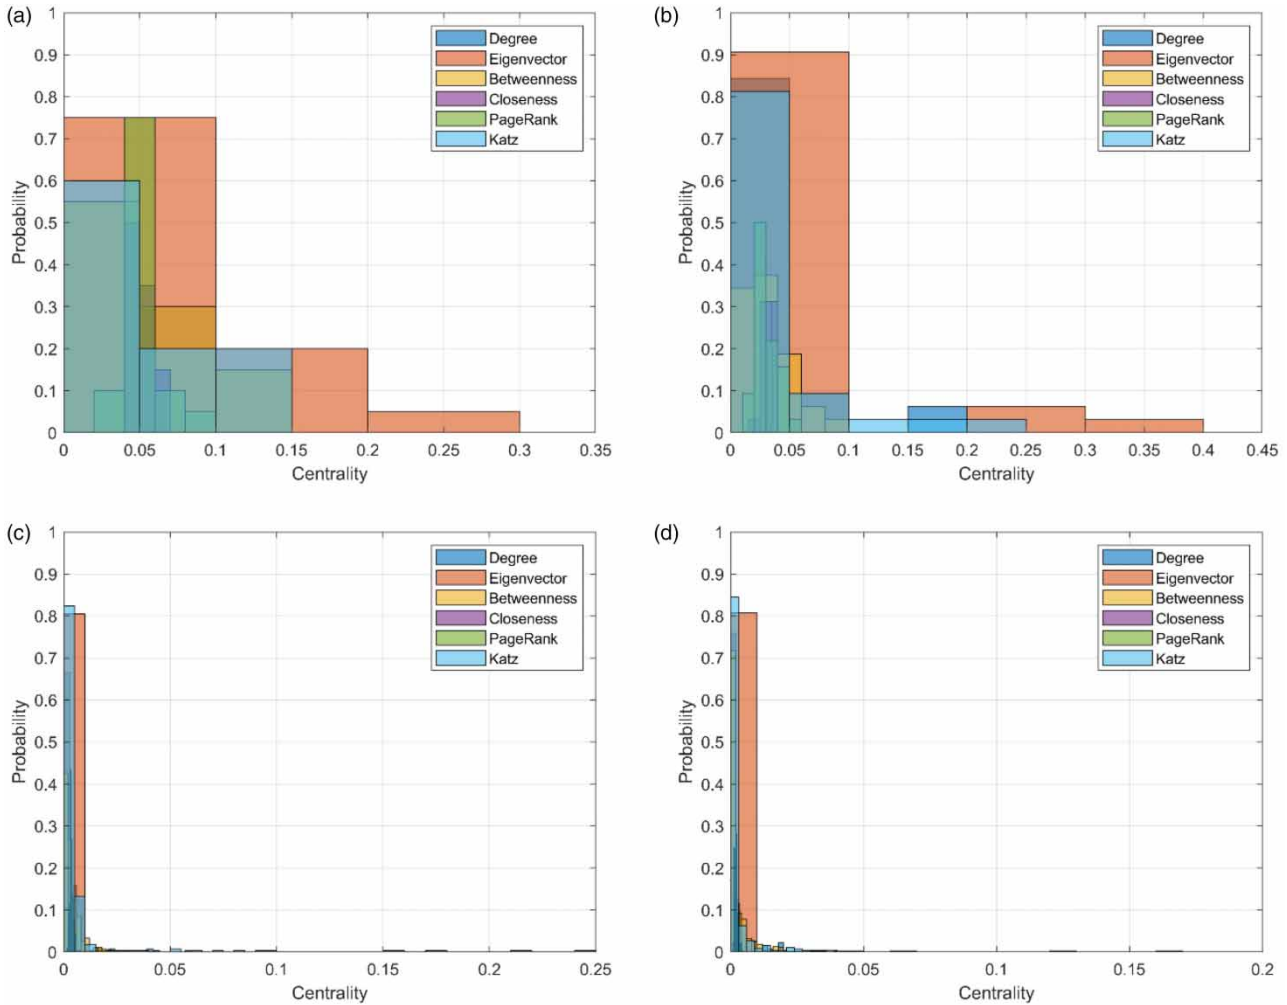 (a)
1
0.9
0.8
0.7
0.6
0.5
0.4
0.3
0.2
0.1
0
Probability
0 0.05 0.1 0.15 0.2 0.25 0.3 0.35
Centrality
Degree
Eigenvector
Betweenness
Closeness
PageRank
Katz
(b)
1
0.9
0.8
0.7
0.6
0.5
0.4
0.3
0.2
0.1
0
Probability
0 0.05 0.1 0.15 0.2 0.25 0.3 0.35 0.4 0.45
Centrality
Degree
Eigenvector
Betweenness
Closeness
PageRank
Katz
(c)
1
0.9
0.8
0.7
0.6
0.5
0.4
0.3
0.2
0.1
0
Probability
0 0.05 0.1 0.15 0.2 0.25
Centrality
Degree
Eigenvector
Betweenness
Closeness
PageRank
Katz
(d)
1
0.9
0.8
0.7
0.6
0.5
0.4
0.3
0.2
0.1
0
Probability
0 0.05 0.1 0.15 0.2
Centrality
Degree
Eigenvector
Betweenness
Closeness
PageRank
Katz